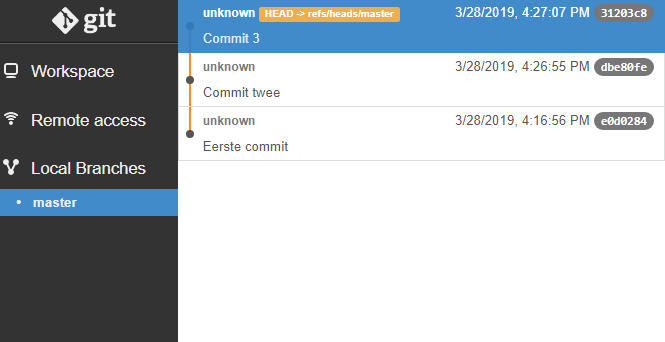 git
Workspace
Remote access
Local Branches
• master
unknown HEAD -> refs/heads/master 3/28/2019, 4:27:07 PM 31203c8
Commit 3
unknown 3/28/2019, 4:26:55 PM dbe80fe
Commit twee
unknown 3/28/2019, 4:16:56 PM e0d0284
Eerste commit